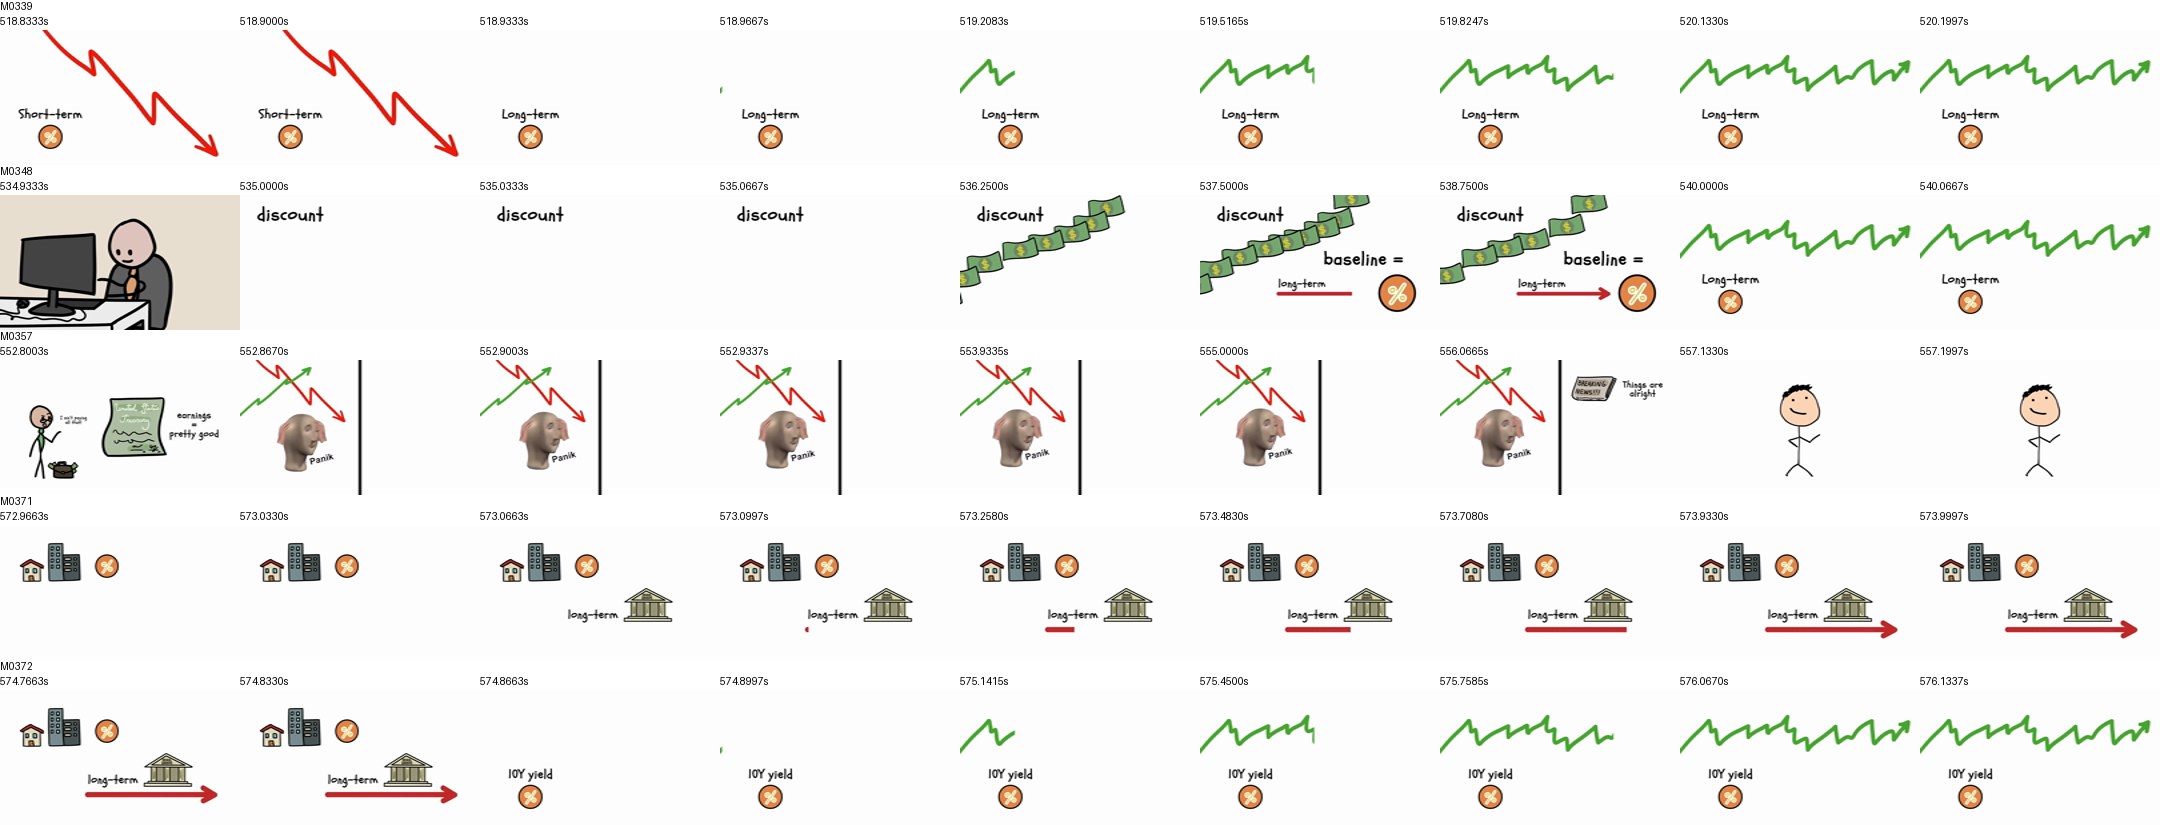 M0339
518.8333s 518.9000s 518.9333s 518.9667s 519.2083s 519.5165s 519.8247s 520.1330s 520.1997s
Short-term Short-term Long-term Long-term Long-term Long-term Long-term Long-term Long-term
M0348
534.9333s 535.0000s 535.0333s 535.0667s 536.2500s 537.5000s 538.7500s 540.0000s 540.0667s
discount discount discount discount discount discount
baseline = baseline =
long-term long-term Long-term Long-term
M0357
552.8003s 552.8670s 552.9003s 552.9337s 553.9335s 555.0000s 556.0665s 557.1330s 557.1997s
BREAKING NEWS!!! Things are
alright
earnings
=
pretty good
Panik Panik Panik Panik Panik Panik
M0371
572.9663s 573.0330s 573.0663s 573.0997s 573.2580s 573.4830s 573.7080s 573.9330s 573.9997s
long-term long-term long-term long-term long-term long-term long-term
M0372
574.7663s 574.8330s 574.8663s 574.8997s 575.1415s 575.4500s 575.7585s 576.0670s 576.1337s
long-term long-term 10Y yield 10Y yield 10Y yield 10Y yield 10Y yield 10Y yield 10Y yield